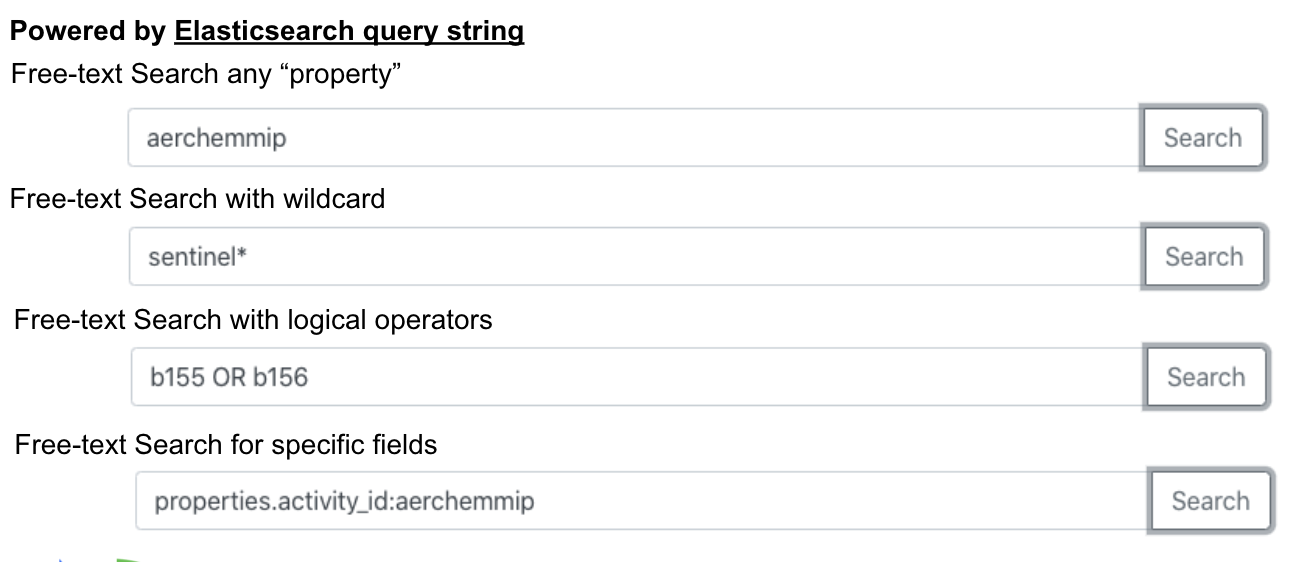 Powered by Elasticsearch query string
Free-text Search any “property”
aerchemmip Search
Free-text Search with wildcard
sentinel* Search
Free-text Search with logical operators
b155 OR b156 Search
Free-text Search for specific fields
properties.activity_id:aerchemmip Search